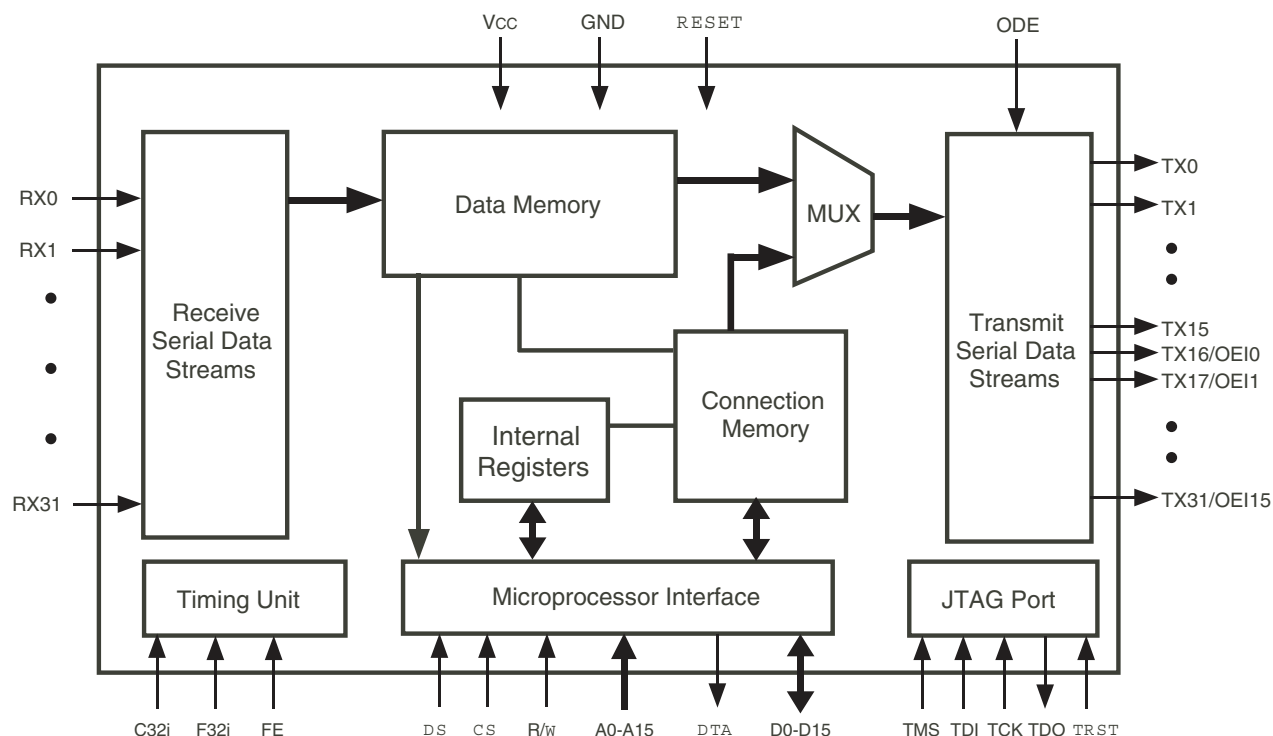 VCC GND RESET ODE
RX0
RX1
RX31
Receive
Serial Data
Streams
Data Memory
MUX
Connection
Memory
Internal
Registers
Transmit
Serial Data
Streams
TX0
TX1
TX15
TX16/OEI0
TX17/OEI1
TX31/OEI15
Timing Unit
Microprocessor Interface
JTAG Port
C32i F32i FE DS CS R/W A0-A15 DTA D0-D15 TMS TDI TCK TDO TRST